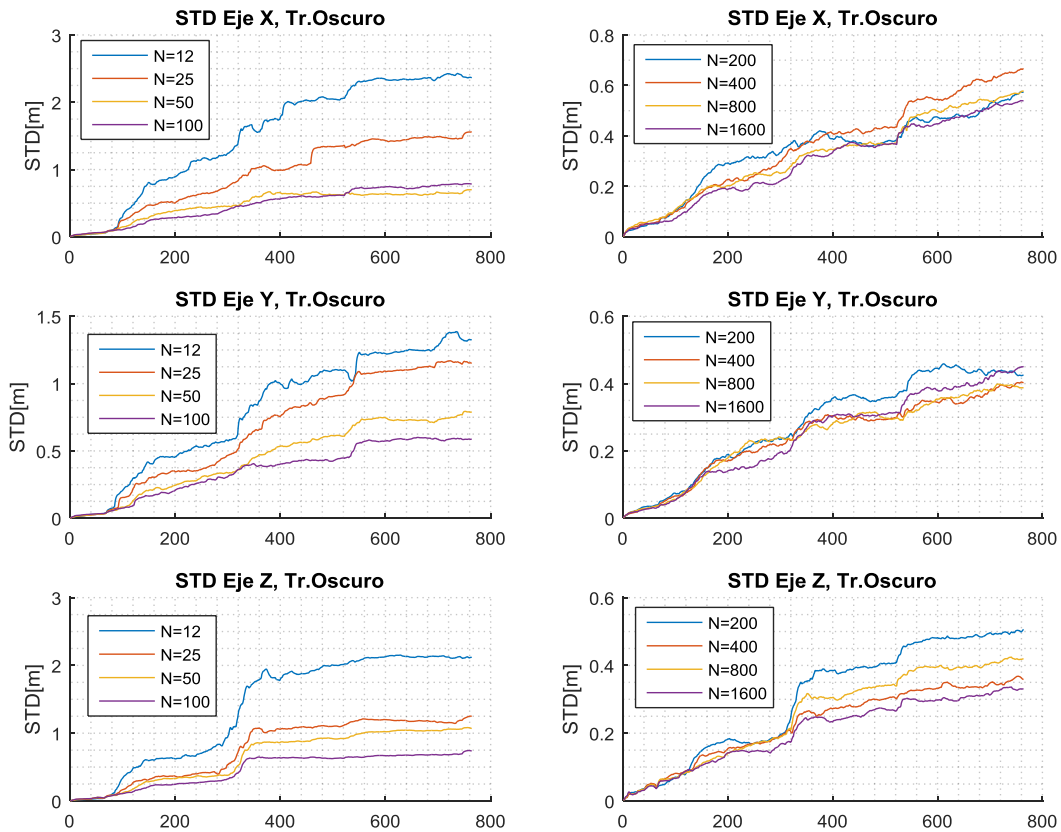 STD Eje X, Tr.Oscuro
STD[m]
3
2
1
0
N=12
N=25
N=50
N=100
0 200 400 600 800
STD Eje X, Tr.Oscuro
STD[m]
0.8
0.6
0.4
0.2
0
N=200
N=400
N=800
N=1600
0 200 400 600 800
STD Eje Y, Tr.Oscuro
STD[m]
1.5
1
0.5
0
N=12
N=25
N=50
N=100
0 200 400 600 800
STD Eje Y, Tr.Oscuro
STD[m]
0.6
0.4
0.2
0
N=200
N=400
N=800
N=1600
0 200 400 600 800
STD Eje Z, Tr.Oscuro
STD[m]
3
2
1
0
N=12
N=25
N=50
N=100
0 200 400 600 800
STD Eje Z, Tr.Oscuro
STD[m]
0.6
0.4
0.2
0
N=200
N=400
N=800
N=1600
0 200 400 600 800